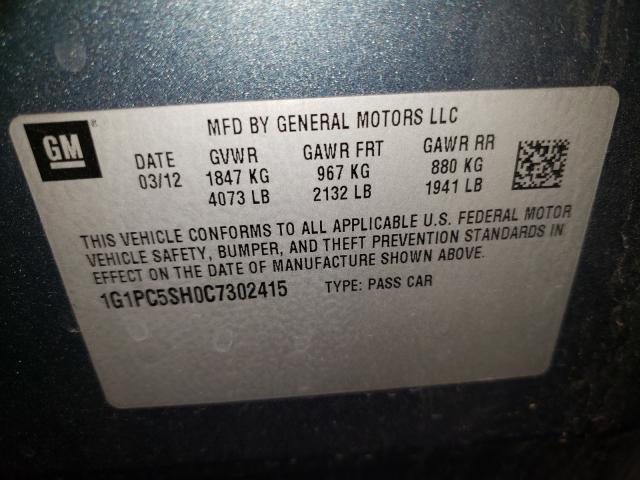 GM ®
MFD BY GENERAL MOTORS LLC
DATE GVWR GAWR FRT GAWR RR
03/12 1847 KG 967 KG 880 KG
4073 LB 2132 LB 1941 LB
THIS VEHICLE CONFORMS TO ALL APPLICABLE U.S. FEDERAL MOTOR
VEHICLE SAFETY, BUMPER, AND THEFT PREVENTION STANDARDS IN
EFFECT ON THE DATE OF MANUFACTURE SHOWN ABOVE.
1G1PC5SH0C7302415 TYPE: PASS CAR